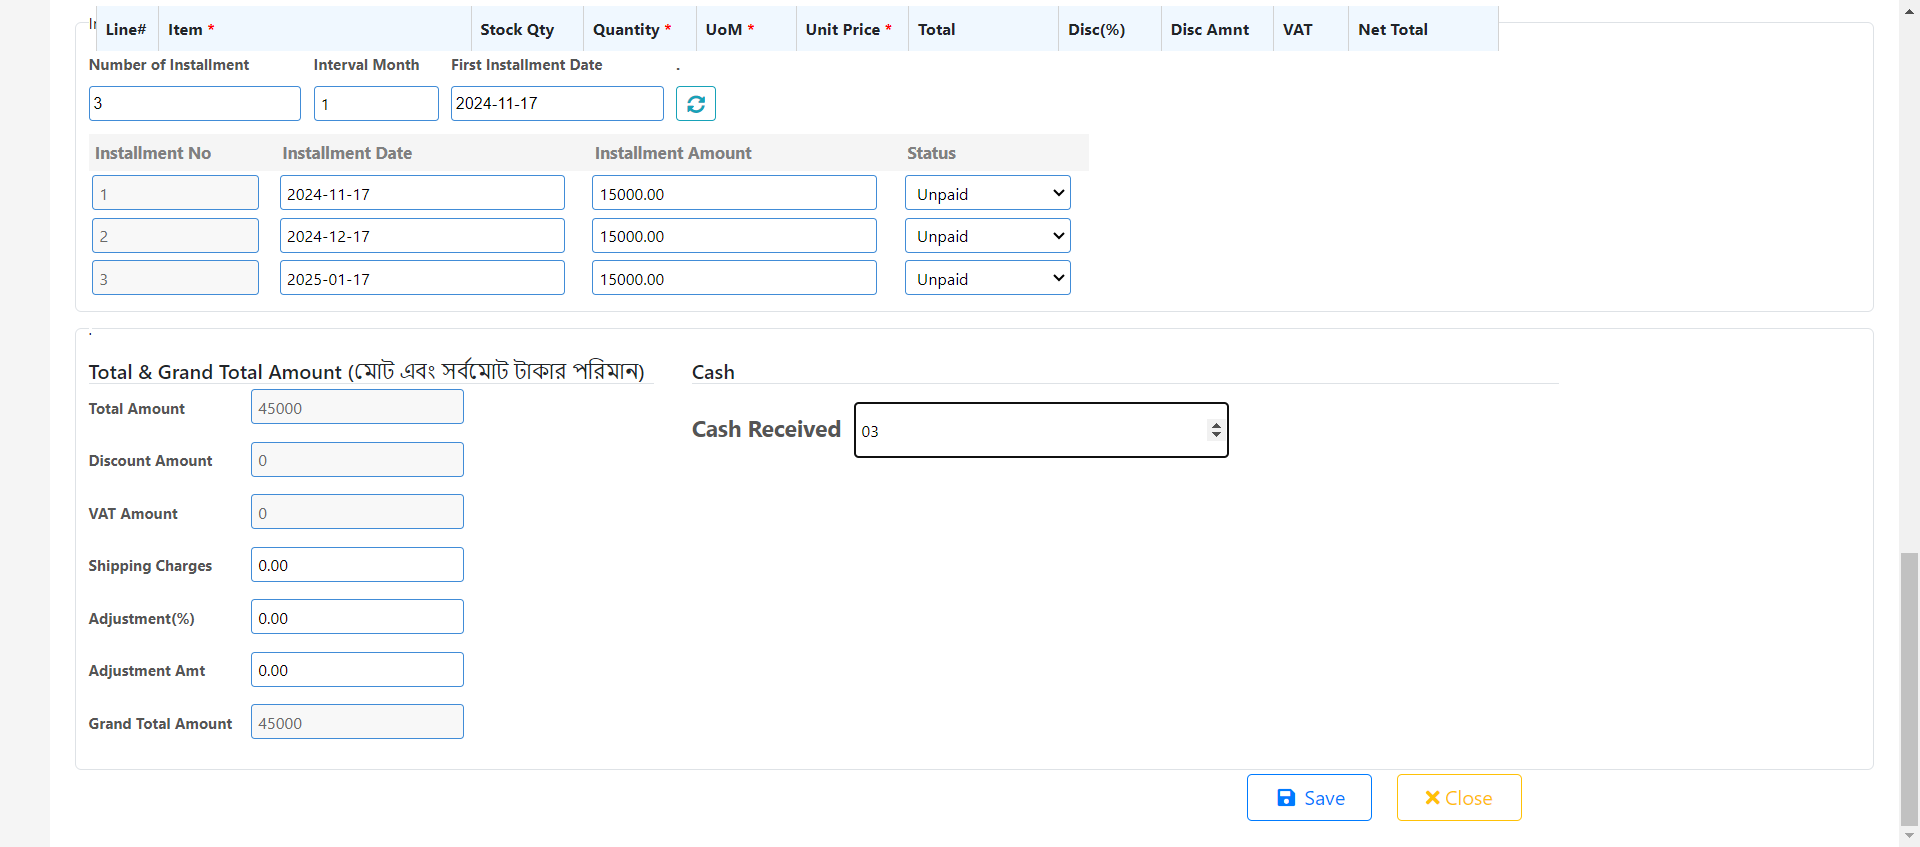 Line# Item * Stock Qty Quantity * UoM * Unit Price * Total Disc(%) Disc Amnt VAT Net Total
Number of Installment Interval Month First Installment Date .
3 1 2024-11-17
Installment No Installment Date Installment Amount Status
1 2024-11-17 15000.00 Unpaid
2 2024-12-17 15000.00 Unpaid
3 2025-01-17 15000.00 Unpaid
.
Total & Grand Total Amount (মোট এবং সর্বমোট টাকার পরিমান) Cash
Total Amount 45000
Cash Received 03
Discount Amount 0
VAT Amount 0
Shipping Charges 0.00
Adjustment(%) 0.00
Adjustment Amt 0.00
Grand Total Amount 45000
Save Close